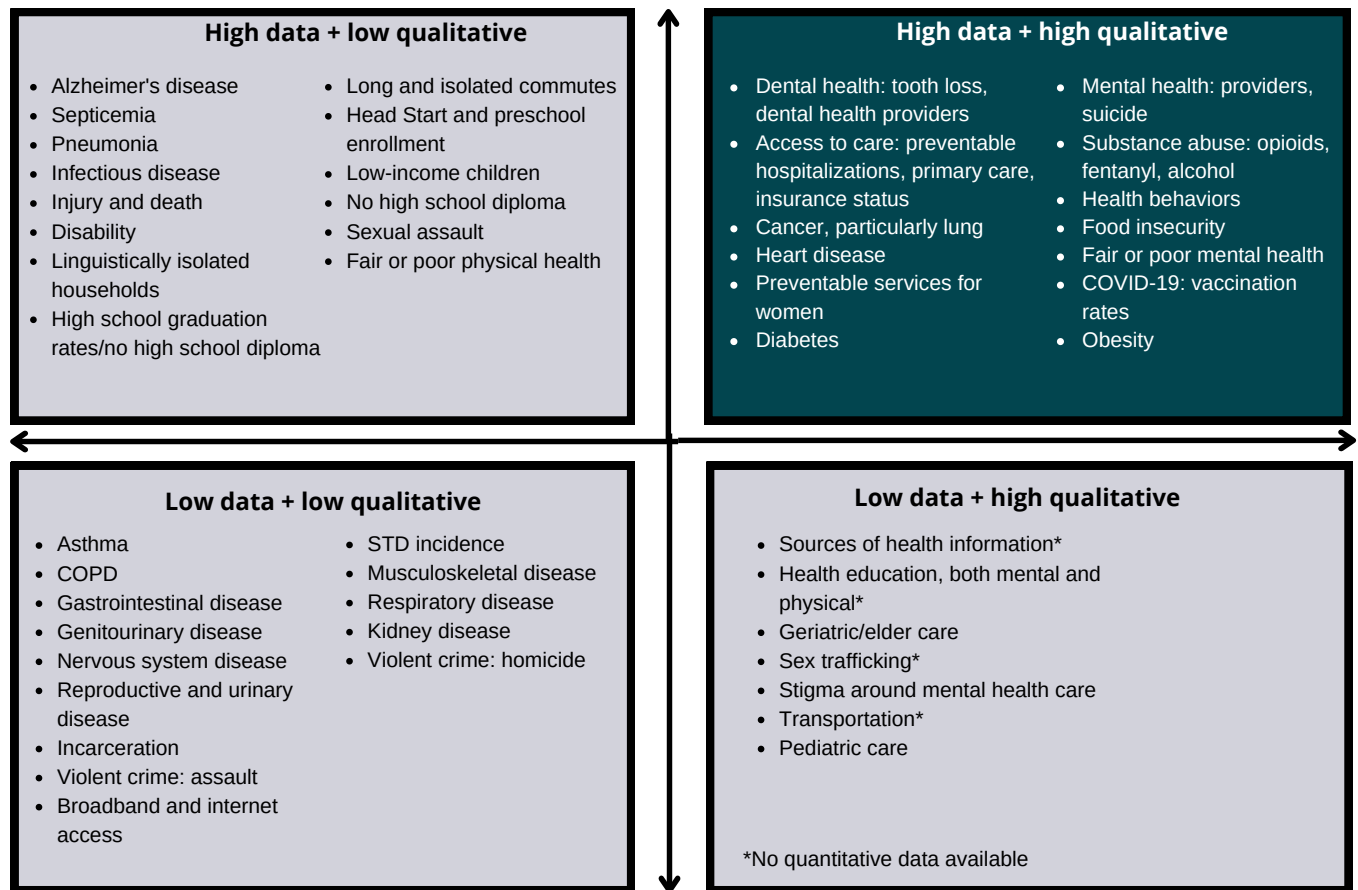 High data + low qualitative
• Alzheimer's disease
• Septicemia
• Pneumonia
• Infectious disease
• Injury and death
• Disability
• Linguistically isolated
households
• High school graduation
rates/no high school diploma
• Long and isolated commutes
• Head Start and preschool
enrollment
• Low-income children
• No high school diploma
• Sexual assault
• Fair or poor physical health
High data + high qualitative
• Dental health: tooth loss,
dental health providers
• Access to care: preventable
hospitalizations, primary care,
insurance status
• Cancer, particularly lung
• Heart disease
• Preventable services for
women
• Diabetes
• Mental health: providers,
suicide
• Substance abuse: opioids,
fentanyl, alcohol
• Health behaviors
• Food insecurity
• Fair or poor mental health
• COVID-19: vaccination
rates
• Obesity
Low data + low qualitative
• Asthma
• COPD
• Gastrointestinal disease
• Genitourinary disease
• Nervous system disease
• Reproductive and urinary
disease
• Incarceration
• Violent crime: assault
• Broadband and internet
access
• STD incidence
• Musculoskeletal disease
• Respiratory disease
• Kidney disease
• Violent crime: homicide
Low data + high qualitative
• Sources of health information*
• Health education, both mental and
physical*
• Geriatric/elder care
• Sex trafficking*
• Stigma around mental health care
• Transportation*
• Pediatric care
*No quantitative data available